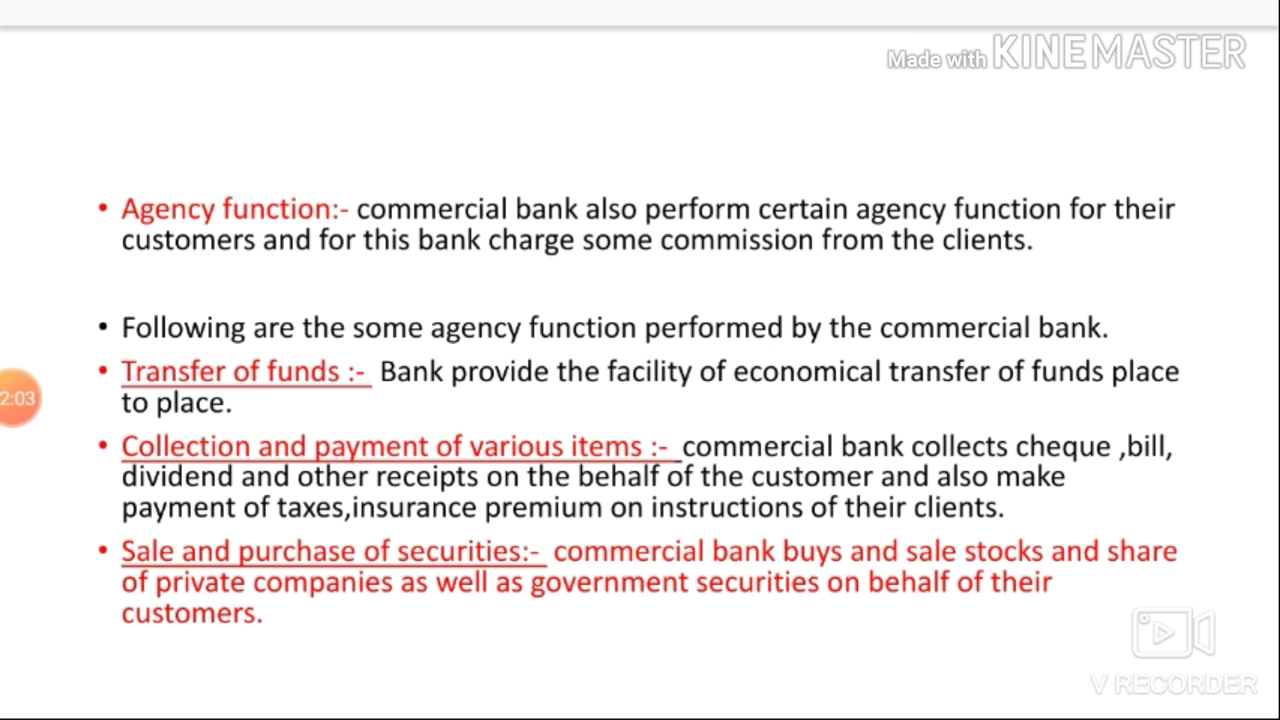 Made with KINEMASTER
• Agency function:- commercial bank also perform certain agency function for their
customers and for this bank charge some commission from the clients.
• Following are the some agency function performed by the commercial bank.
• Transfer of funds :- Bank provide the facility of economical transfer of funds place
to place.
2:03
• Collection and payment of various items :- commercial bank collects cheque ,bill,
dividend and other receipts on the behalf of the customer and also make
payment of taxes,insurance premium on instructions of their clients.
• Sale and purchase of securities:- commercial bank buys and sale stocks and share
of private companies as well as government securities on behalf of their
customers.
V RECORDER